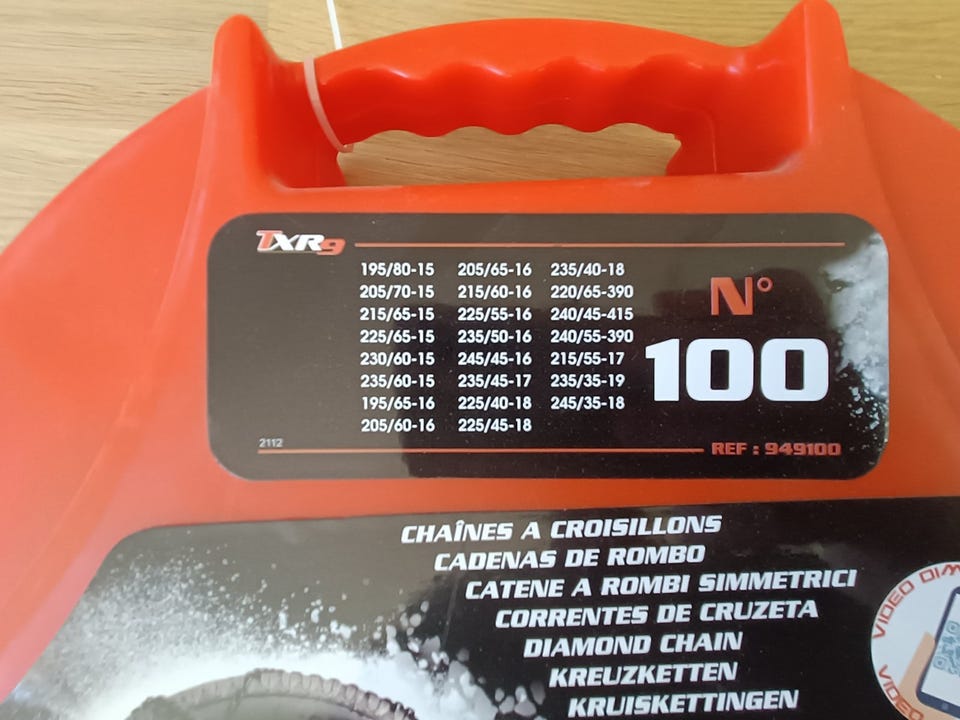 TXR9
195/80-15 205/65-16 235/40-18
205/70-15 215/60-16 220/65-390
215/65-15 225/55-16 240/45-415
225/65-15 235/50-16 240/55-390
230/60-15 245/45-16 215/55-17
235/60-15 235/45-17 235/35-19
195/65-16 225/40-18 245/35-18
205/60-16 225/45-18
N°
100
2112
REF : 949100
CHAÎNES A CROISILLONS
CADENAS DE ROMBO
CATENE A ROMBI SIMMETRICI
CORRENTES DE CRUZETA
DIAMOND CHAIN
KREUZKETTEN
KRUISKETTINGEN
VIDEO
VIDEO